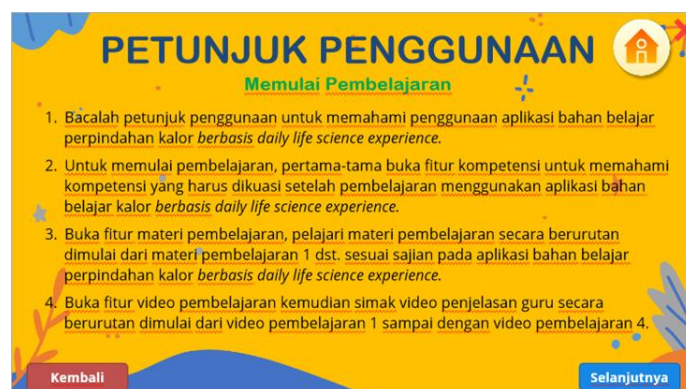 PETUNJUK PENGGUNAAN
Memulai Pembelajaran
1. Bacalah petunjuk penggunaan untuk memahami penggunaan aplikasi bahan belajar
perpindahan kalor berbasis daily life science experience.
2. Untuk memulai pembelajaran, pertama-tama buka fitur kompetensi untuk memahami
kompetensi yang harus dikuasi setelah pembelajaran menggunakan aplikasi bahan
belajar kalor berbasis daily life science experience.
3. Buka fitur materi pembelajaran, pelajari materi pembelajaran secara berurutan
dimulai dari materi pembelajaran 1 dst. sesuai sajian pada aplikasi bahan belajar
perpindahan kalor berbasis daily life science experience.
4. Buka fitur video pembelajaran kemudian simak video penjelasan guru secara
berurutan dimulai dari video pembelajaran 1 sampai dengan video pembelajaran 4.
Kembali
Selanjutnya